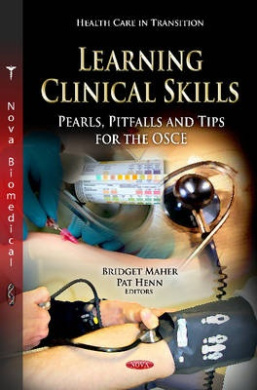 HEALTH CARE IN TRANSITION
LEARNING
CLINICAL SKILLS
PEARLS, PITFALLS AND TIPS
FOR THE OSCE
BRIDGET MAHER
PAT HENN
EDITORS
Nova Biomedical
NOVA